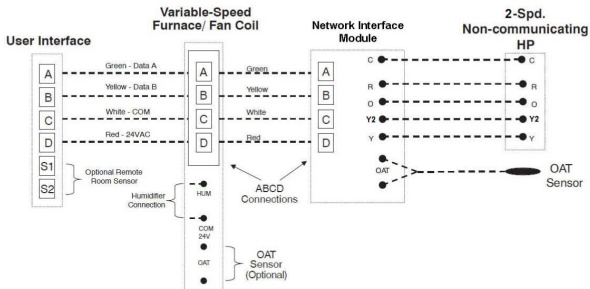 Variable-Speed
Furnace/ Fan Coil
2-Spd.
Non-communicating
HP
Network Interface
Module
User Interface
A
Green - Data A
A
Green
A
B
Yellow - Data B
B
Yellow
B
C
White - COM
C
White
C
D
Red - 24VAC
D
Red
D
C
C
R
R
O
O
Y2
Y2
Y
Y
S1
S2
Optional Remote
Room Sensor
Humidifier
Connection
HUM
COM
24V
OAT
ABCD
Connections
OAT
Sensor
(Optional)
OAT
OAT
Sensor